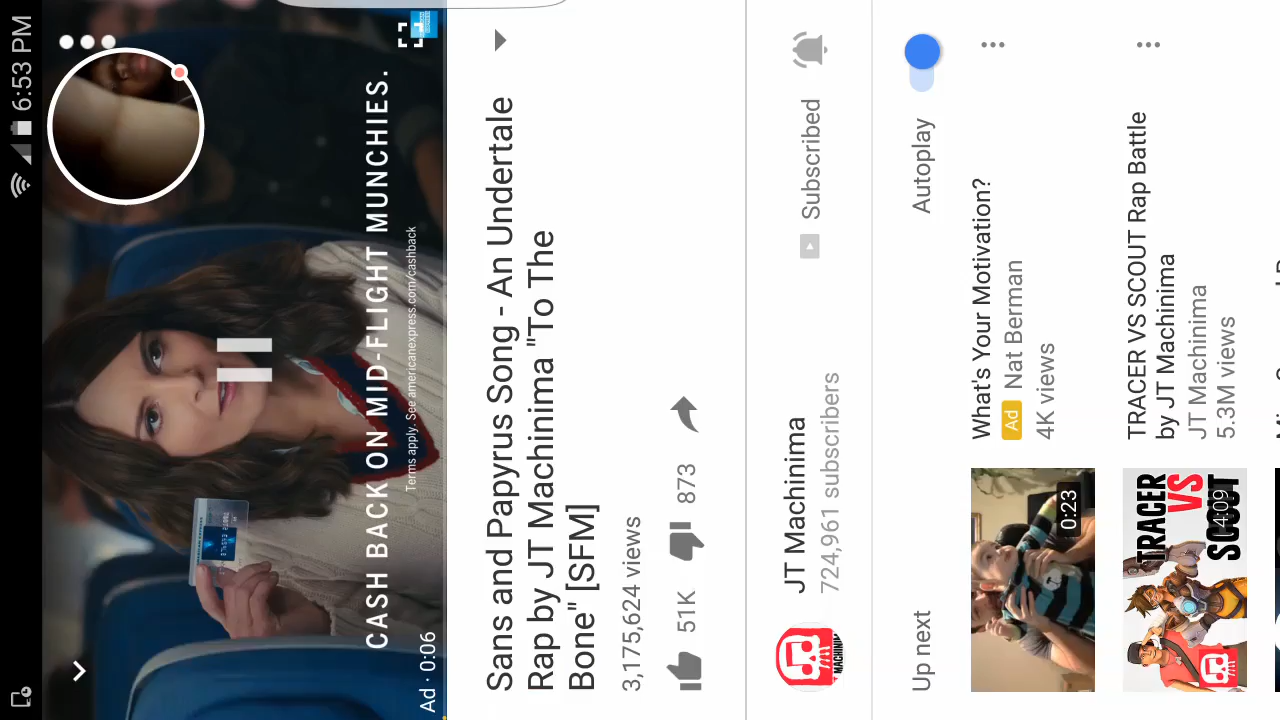 6:53 PM
CASH BACK ON MID-FLIGHT MUNCHIES.
Terms apply. See americanexpress.com/cashback
Ad · 0:06
Sans and Papyrus Song - An Undertale
Rap by JT Machinima "To The
Bone" [SFM]
3,175,624 views
51K
873
JT Machinima
724,961 subscribers
Subscribed
MACHINIMA
Up next
Autoplay
What's Your Motivation?
Ad Nat Berman
4K views
0:23
TRACER VS SCOUT Rap Battle
by JT Machinima
JT Machinima
5.3M views
TRACER
VS
SCOUT
4:09